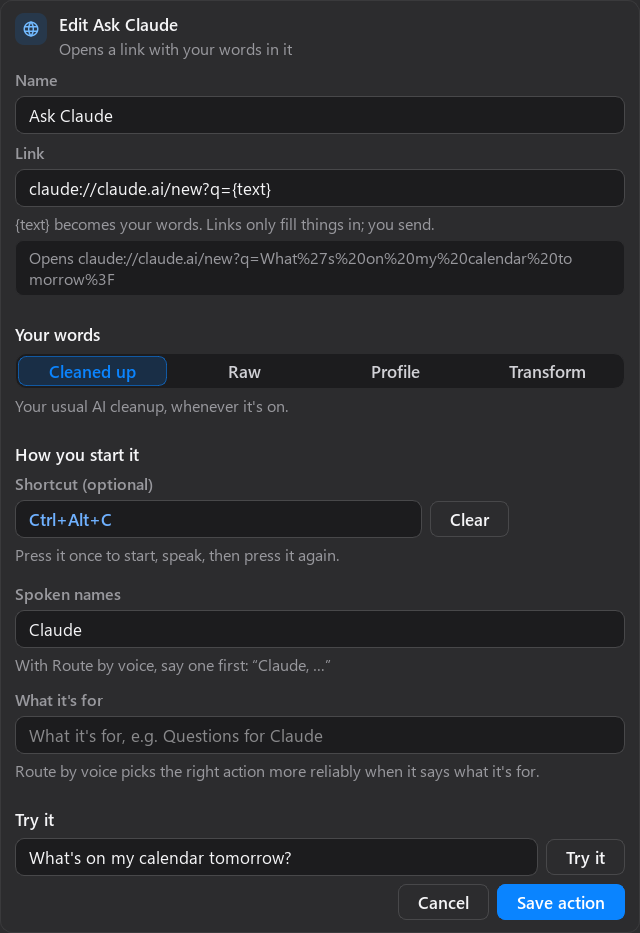 Edit Ask Claude
Opens a link with your words in it
Name
Ask Claude
Link
claude://claude.ai/new?q={text}
{text} becomes your words. Links only fill things in; you send.
Opens claude://claude.ai/new?q=What%27s%20on%20my%20calendar%20to
morrow%3F
Your words
Cleaned up Raw Profile Transform
Your usual AI cleanup, whenever it's on.
How you start it
Shortcut (optional)
Ctrl+Alt+C Clear
Press it once to start, speak, then press it again.
Spoken names
Claude
With Route by voice, say one first: “Claude, …”
What it's for
What it's for, e.g. Questions for Claude
Route by voice picks the right action more reliably when it says what it's for.
Try it
What's on my calendar tomorrow? Try it
Cancel Save action